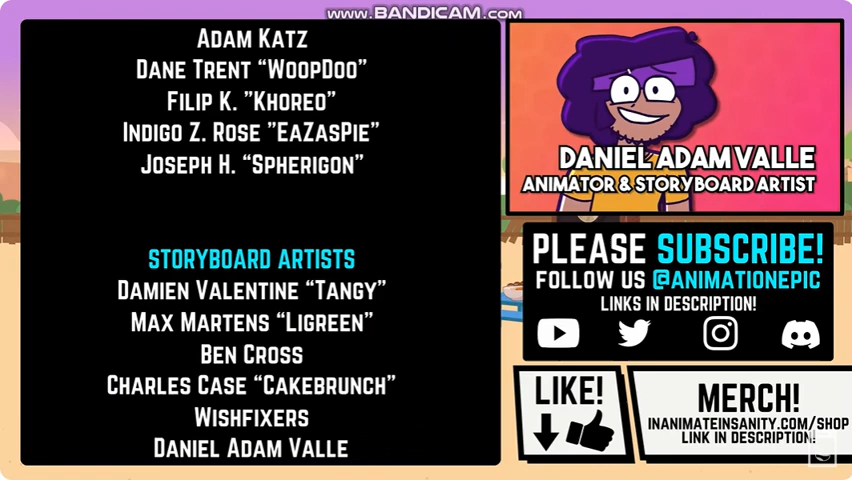 WWW.BANDICAM.COM
ADAM KATZ
DANE TRENT “WOOPDOO”
FILIP K. "KHOREO”
INDIGO Z. ROSE "EAZASPIE”
JOSEPH H. “SPHERIGON”
STORYBOARD ARTISTS
DAMIEN VALENTINE “TANGY”
MAX MARTENS “LIGREEN”
BEN CROSS
CHARLES CASE “CAKEBRUNCH”
WISHFIXERS
DANIEL ADAM VALLE
DANIEL ADAM VALLE
ANIMATOR & STORYBOARD ARTIST
PLEASE SUBSCRIBE!
FOLLOW US @ANIMATIONEPIC
LINKS IN DESCRIPTION!
LIKE!
MERCH!
INANIMATEINSANITY.COM/SHOP
LINK IN DESCRIPTION!